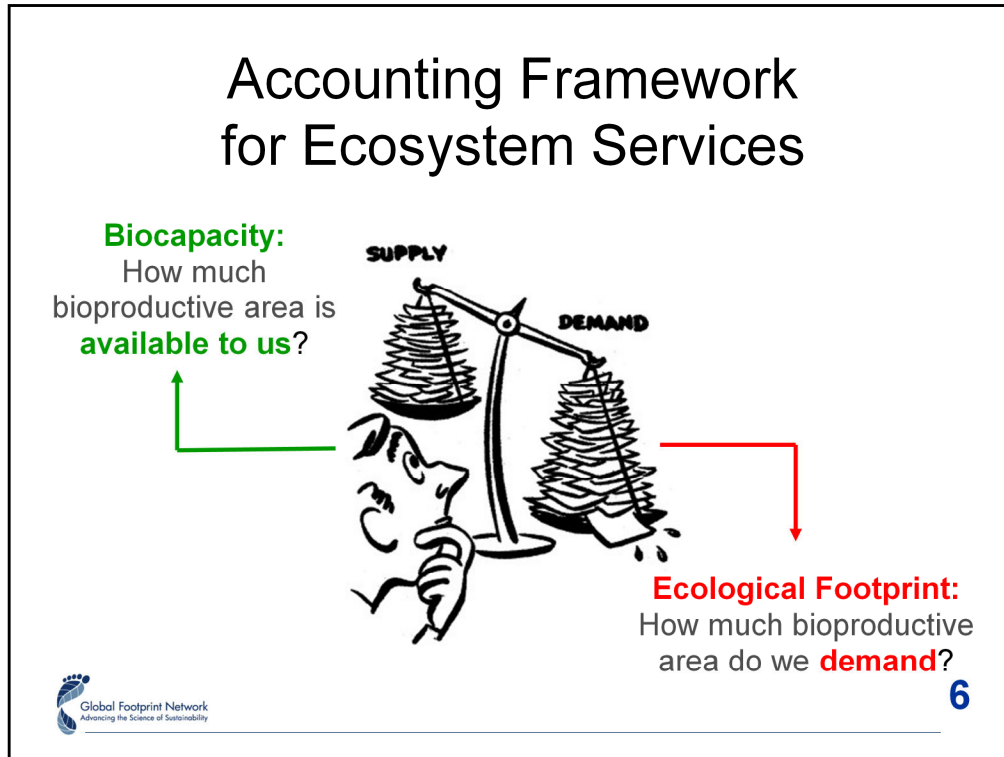 Accounting Framework
for Ecosystem Services
Biocapacity:
How much
bioproductive area is
available to us?
SUPPLY
DEMAND
Ecological Footprint:
How much bioproductive
area do we demand?
Global Footprint Network
Advancing the Science of Sustainability
6